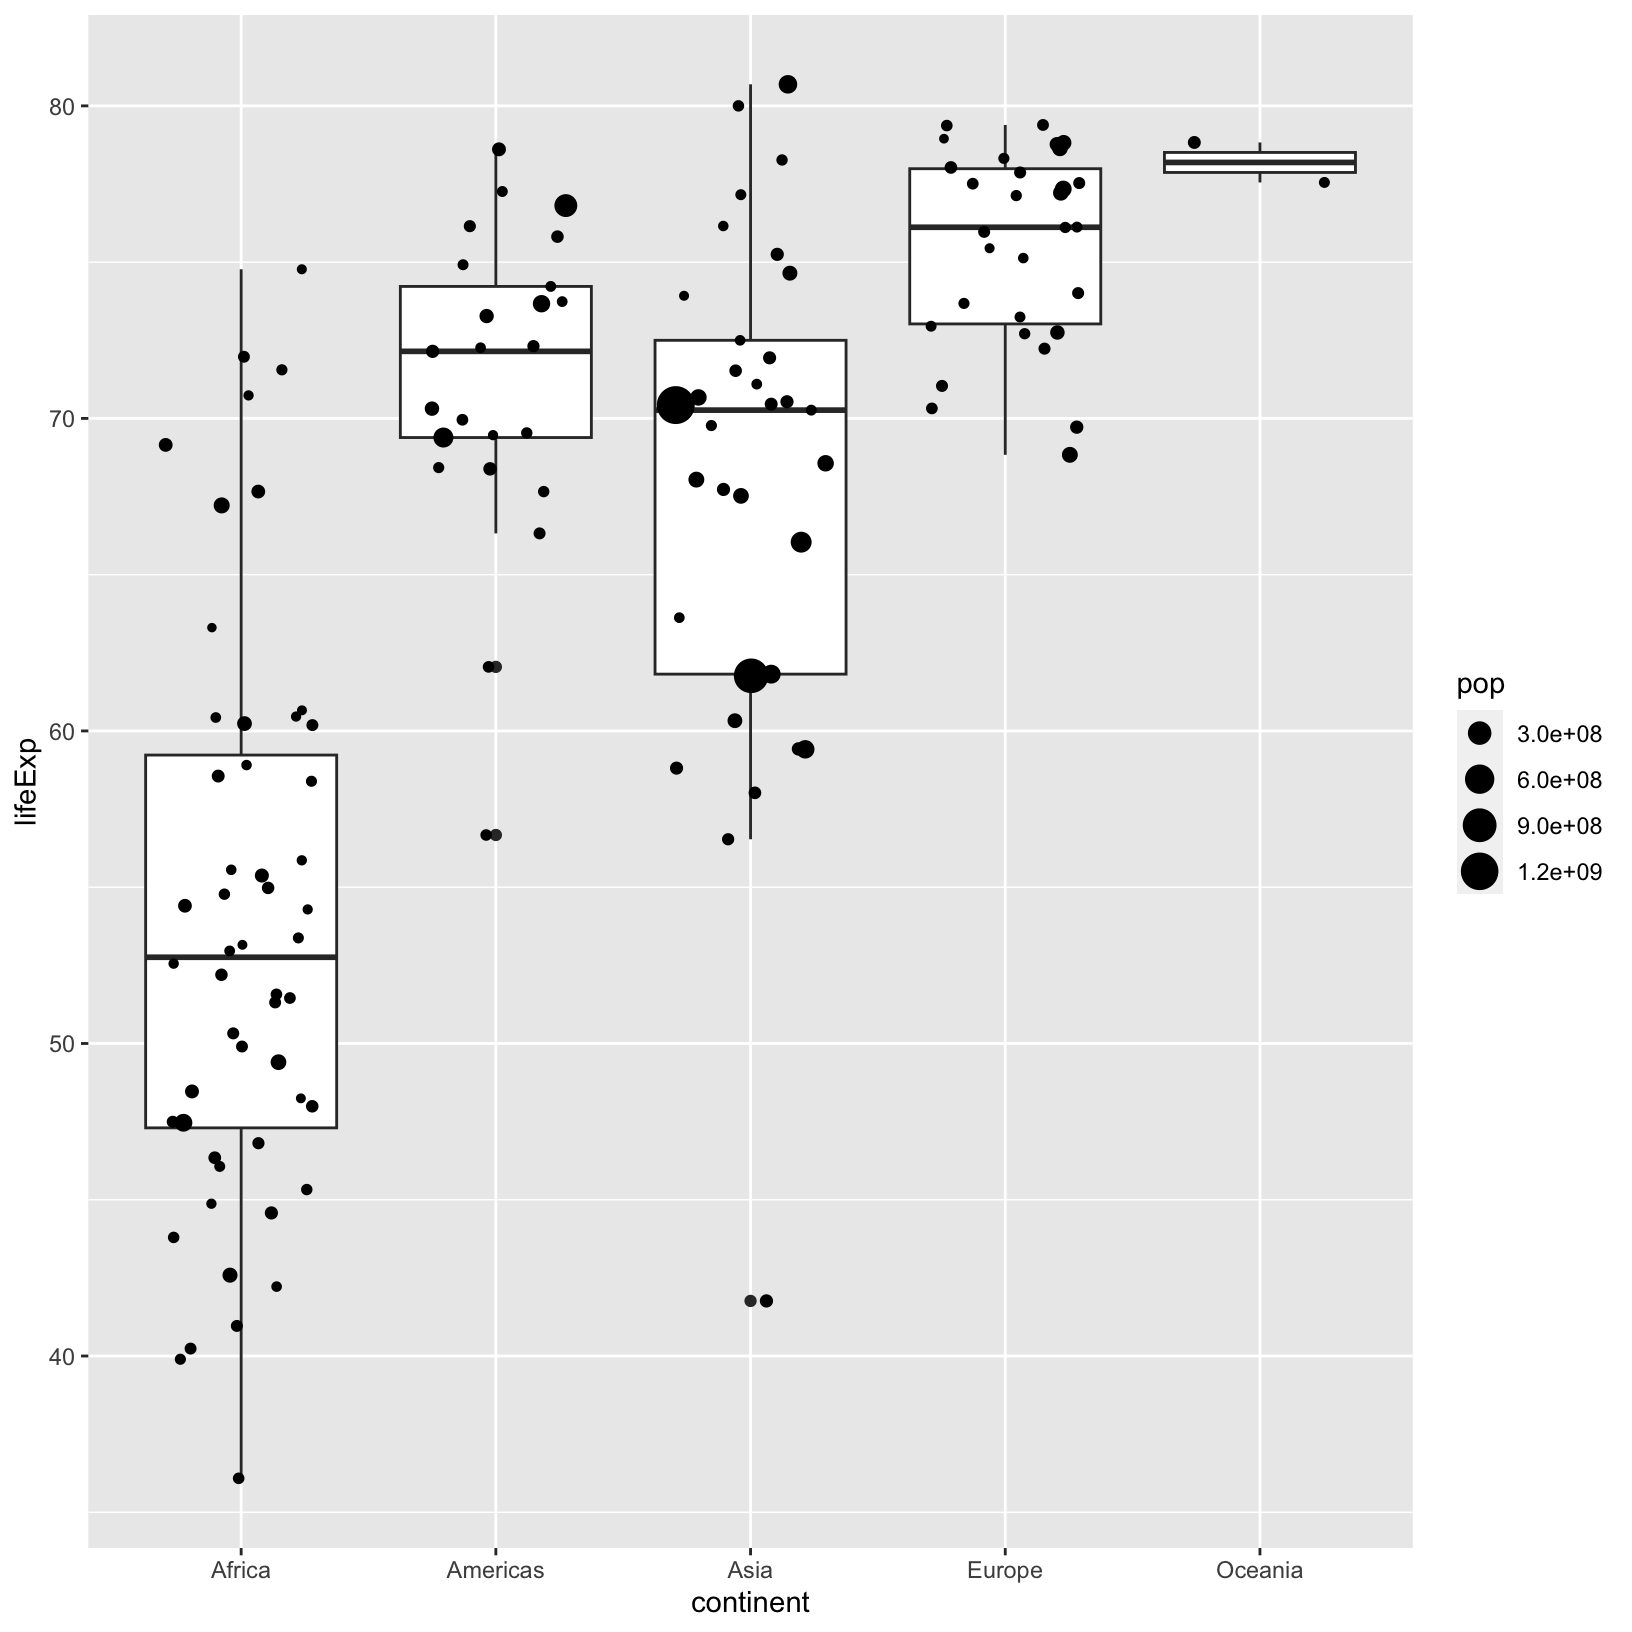 80
70
60
50
40
lifeExp
Africa
Americas
Asia
Europe
Oceania
continent
pop
3.0e+08
6.0e+08
9.0e+08
1.2e+09